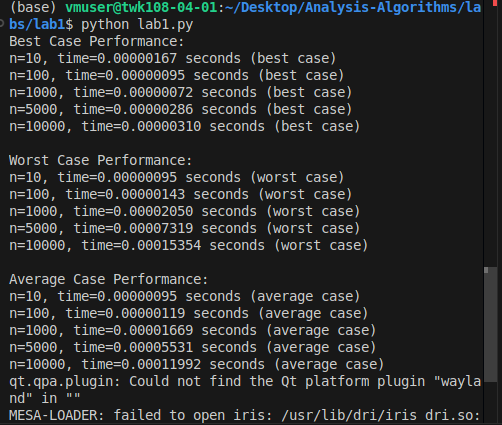 (base) vmuser@twk108-04-01:~/Desktop/Analysis-Algorithms/la
bs/lab1$ python lab1.py
Best Case Performance:
n=10, time=0.00000167 seconds (best case)
n=100, time=0.00000095 seconds (best case)
n=1000, time=0.00000072 seconds (best case)
n=5000, time=0.00000286 seconds (best case)
n=10000, time=0.00000310 seconds (best case)
Worst Case Performance:
n=10, time=0.00000095 seconds (worst case)
n=100, time=0.00000143 seconds (worst case)
n=1000, time=0.00002050 seconds (worst case)
n=5000, time=0.00007319 seconds (worst case)
n=10000, time=0.00015354 seconds (worst case)
Average Case Performance:
n=10, time=0.00000095 seconds (average case)
n=100, time=0.00000119 seconds (average case)
n=1000, time=0.00001669 seconds (average case)
n=5000, time=0.00005531 seconds (average case)
n=10000, time=0.00011992 seconds (average case)
qt.qpa.plugin: Could not find the Qt platform plugin "wayla
nd" in ""
MESA-LOADER: failed to open iris: /usr/lib/dri/iris_dri.so: